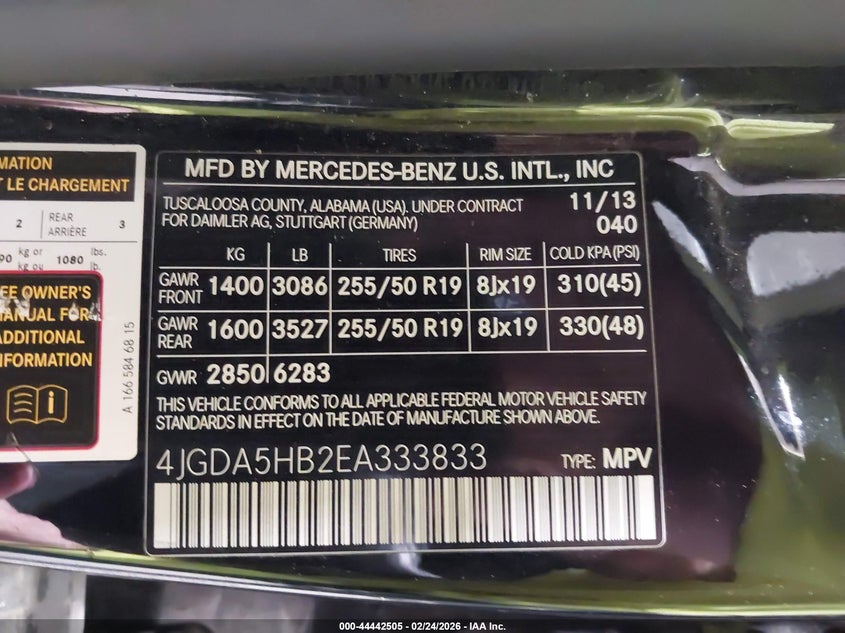 MATION
T LE CHARGEMENT
2 REAR ARRIÈRE 3
90 kg or kg ou 1080 lbs. lb.
EE OWNER'S
MANUAL FOR
ADDITIONAL
INFORMATION
A 166 584 68 15
MFD BY MERCEDES-BENZ U.S. INTL., INC
TUSCALOOSA COUNTY, ALABAMA (USA). UNDER CONTRACT 11/13
FOR DAIMLER AG, STUTTGART (GERMANY) 040
KG LB TIRES RIM SIZE COLD KPA(PSI)
GAWR FRONT 1400 3086 255/50 R19 8Jx19 310(45)
GAWR REAR 1600 3527 255/50 R19 8Jx19 330(48)
GVWR 2850 6283
THIS VEHICLE CONFORMS TO ALL APPLICABLE FEDERAL MOTOR VEHICLE SAFETY
STANDARDS IN EFFECT ON THE DATE OF MANUFACTURE SHOWN ABOVE.
4JGDA5HB2EA333833 TYPE: MPV
000-44442505 - 02/24/2026 - IAA Inc.